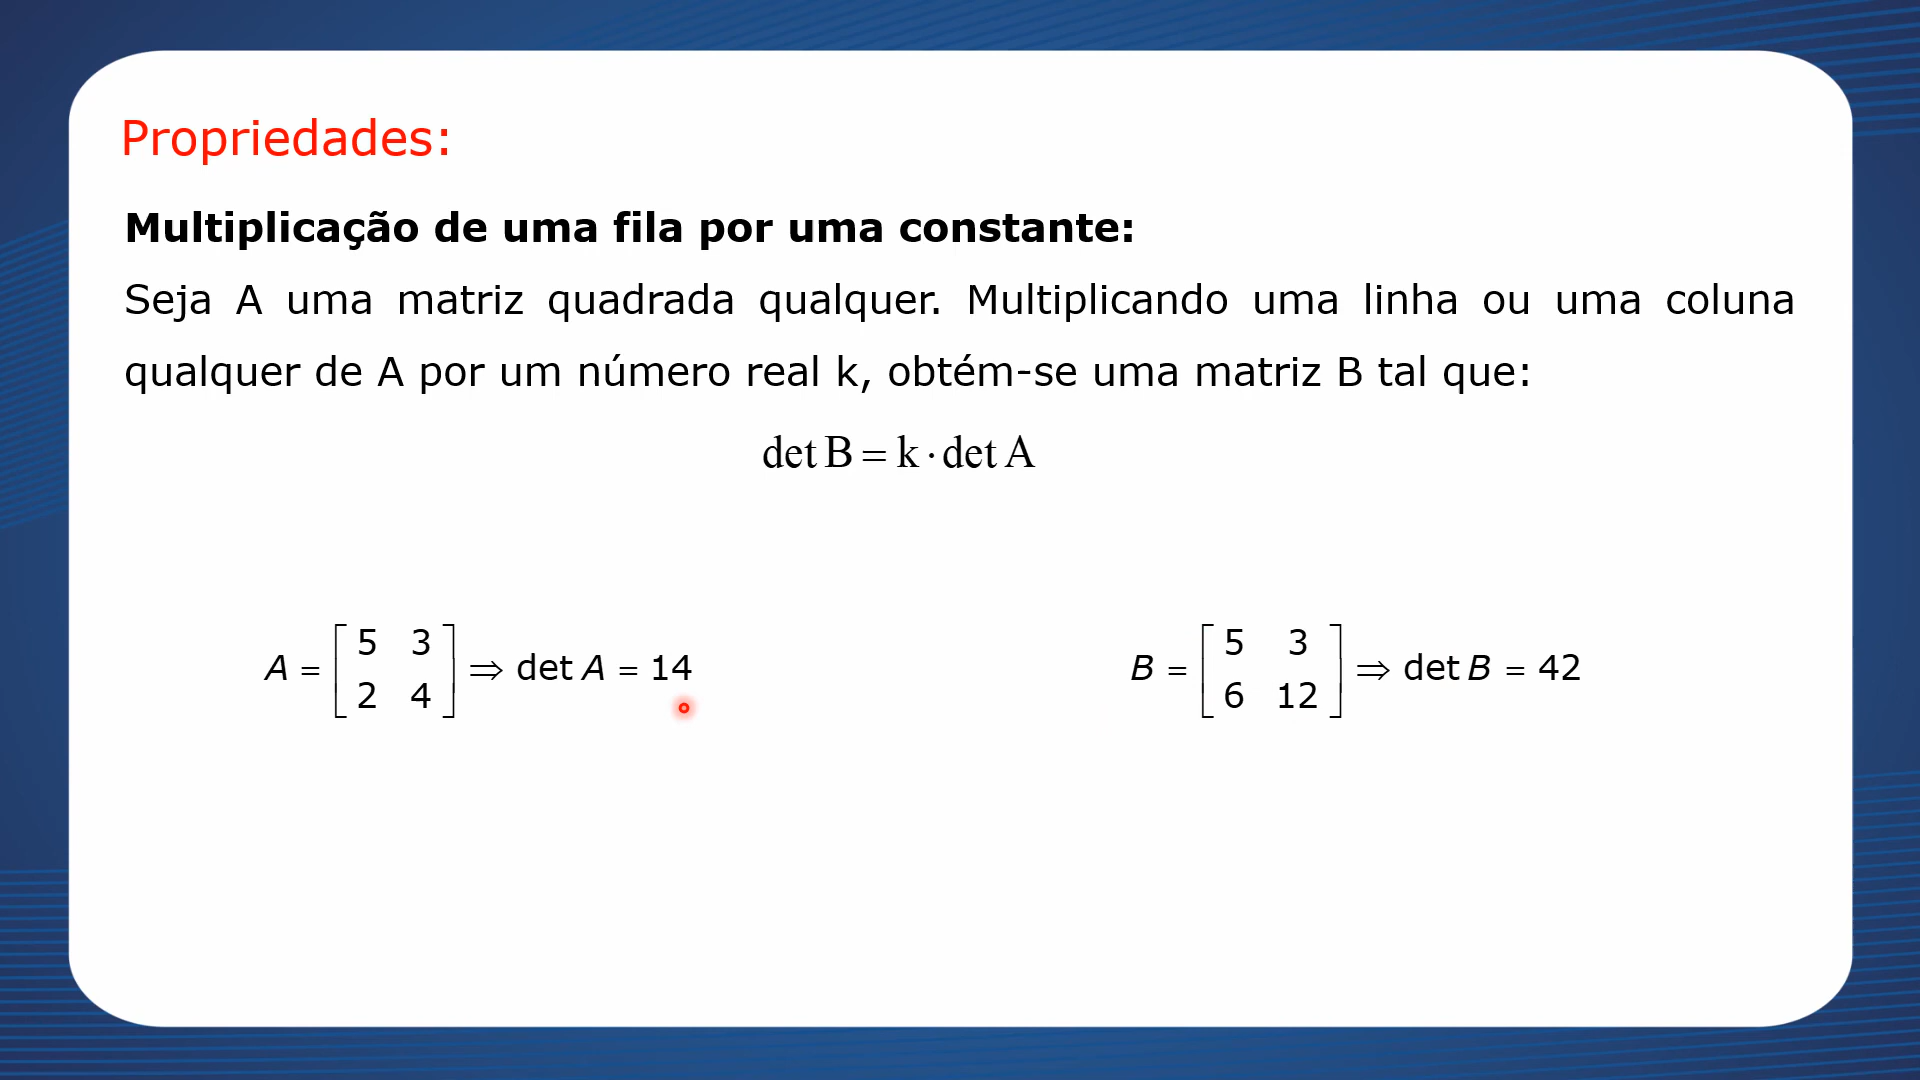 Propriedades:
Multiplicação de uma fila por uma constante:
Seja A uma matriz quadrada qualquer. Multiplicando uma linha ou uma coluna
qualquer de A por um número real k, obtém-se uma matriz B tal que:
det B = k · det A
A = [ 5 3 ; 2 4 ] ⇒ det A = 14
B = [ 5 3 ; 6 12 ] ⇒ det B = 42